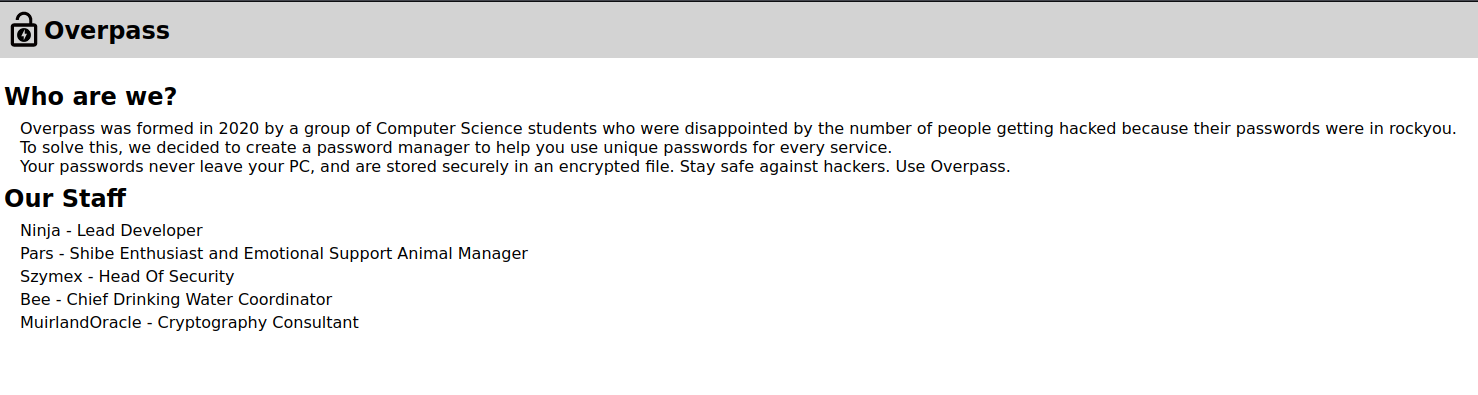 Overpass
Who are we?
Overpass was formed in 2020 by a group of Computer Science students who were disappointed by the number of people getting hacked because their passwords were in rockyou.
To solve this, we decided to create a password manager to help you use unique passwords for every service.
Your passwords never leave your PC, and are stored securely in an encrypted file. Stay safe against hackers. Use Overpass.
Our Staff
Ninja - Lead Developer
Pars - Shibe Enthusiast and Emotional Support Animal Manager
Szymex - Head Of Security
Bee - Chief Drinking Water Coordinator
MuirlandOracle - Cryptography Consultant